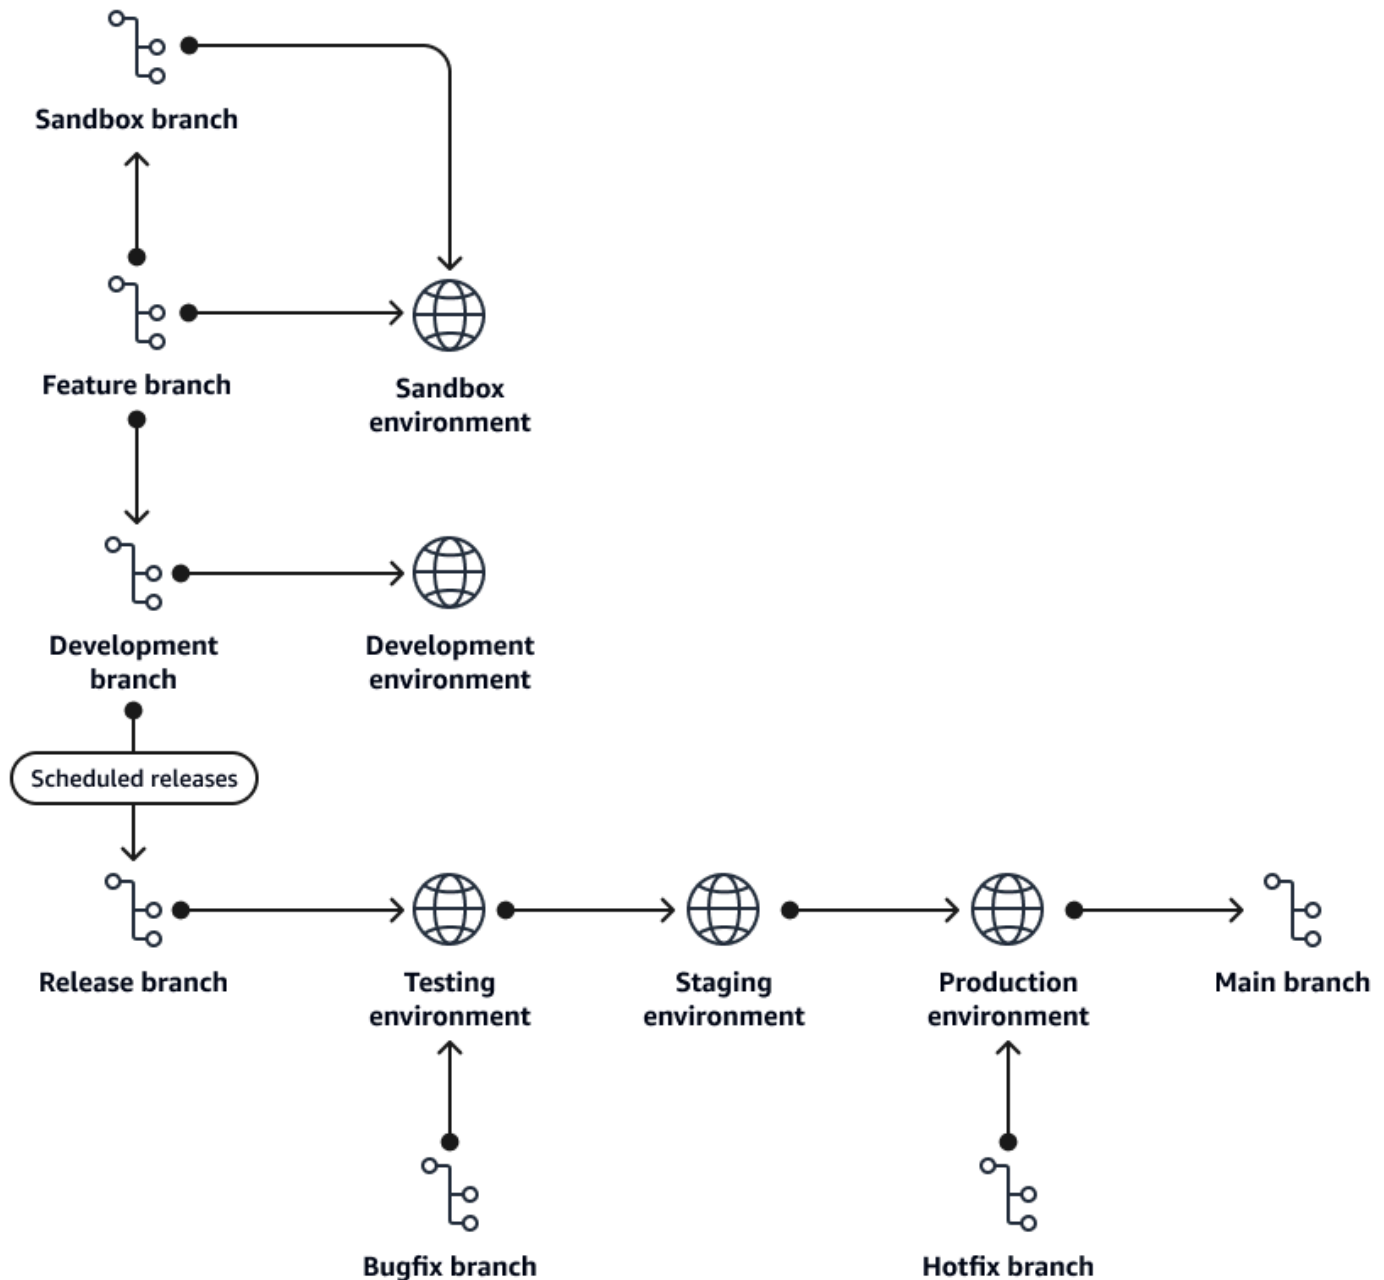 Sandbox branch
Feature branch
Sandbox
environment
Development
branch
Development
environment
Scheduled releases
Release branch
Testing
environment
Staging
environment
Production
environment
Main branch
Bugfix branch
Hotfix branch